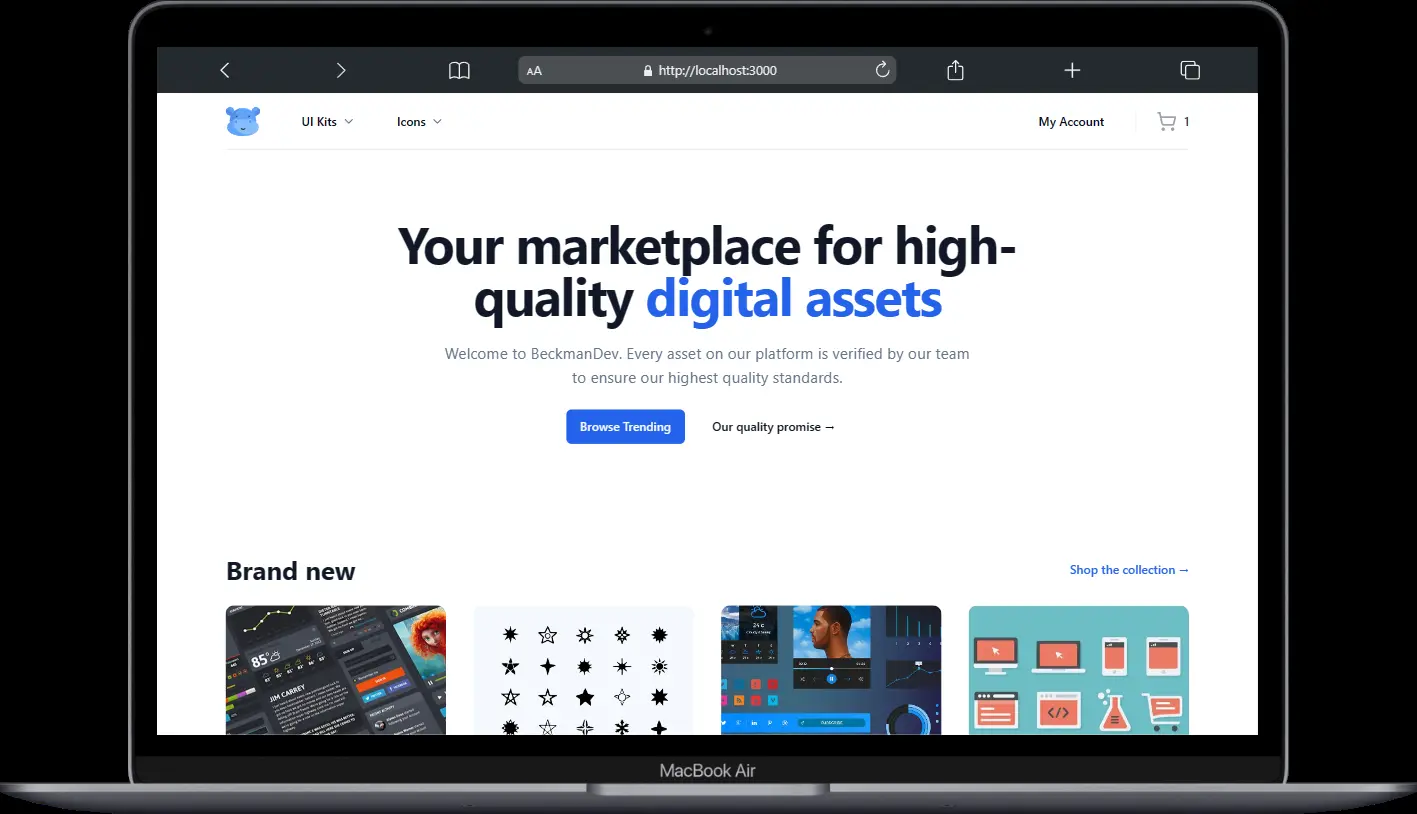 AA
http://localhost:3000
UI Kits
Icons
My Account
1
Your marketplace for high-
quality digital assets
Welcome to BeckmanDev. Every asset on our platform is verified by our team
to ensure our highest quality standards.
Browse Trending
Our quality promise →
Brand new
Shop the collection →
85°
JIM CARREY
24 c
</>
MacBook Air